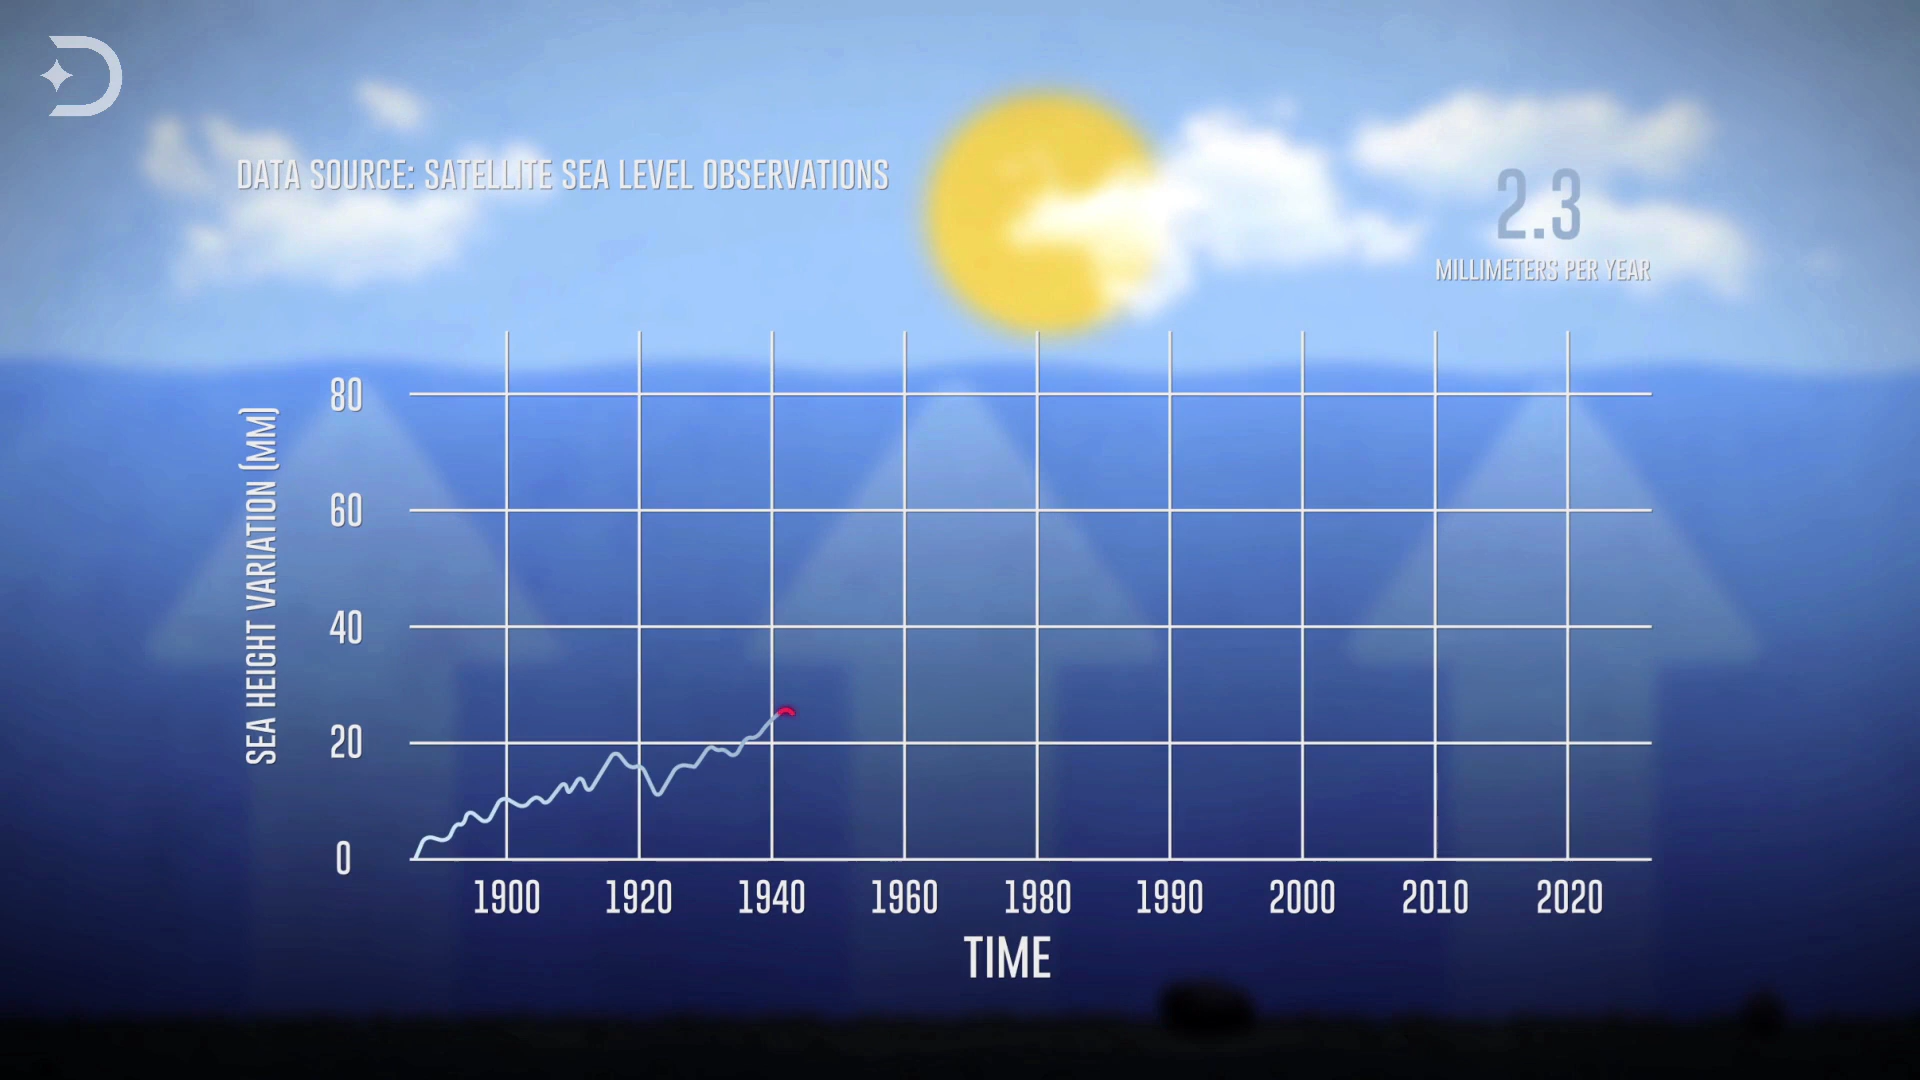 DATA SOURCE: SATELLITE SEA LEVEL OBSERVATIONS
2.3
MILLIMETERS PER YEAR
SEA HEIGHT VARIATION (MM)
80
60
40
20
0
1900 1920 1940 1960 1980 1990 2000 2010 2020
TIME